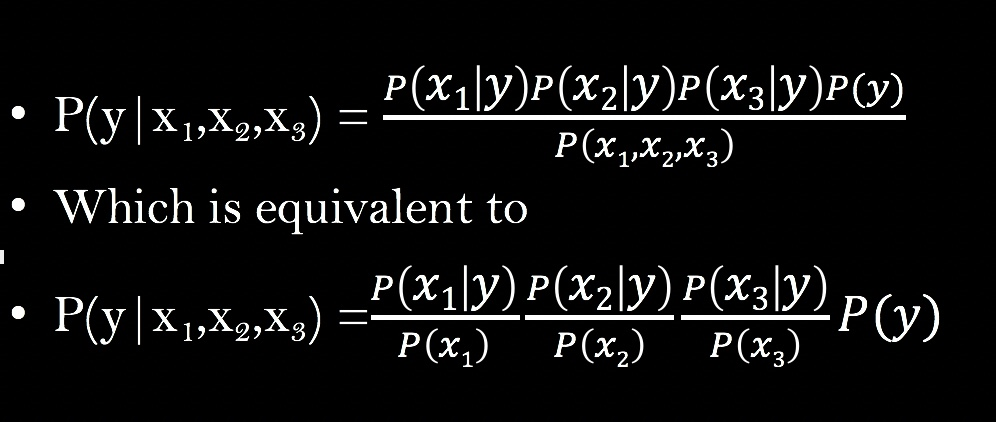 • P(y|x₁,x₂,x₃) = P(x₁|y)P(x₂|y)P(x₃|y)P(y) / P(x₁,x₂,x₃)
• Which is equivalent to
• P(y|x₁,x₂,x₃) = P(x₁|y)/P(x₁) P(x₂|y)/P(x₂) P(x₃|y)/P(x₃) P(y)